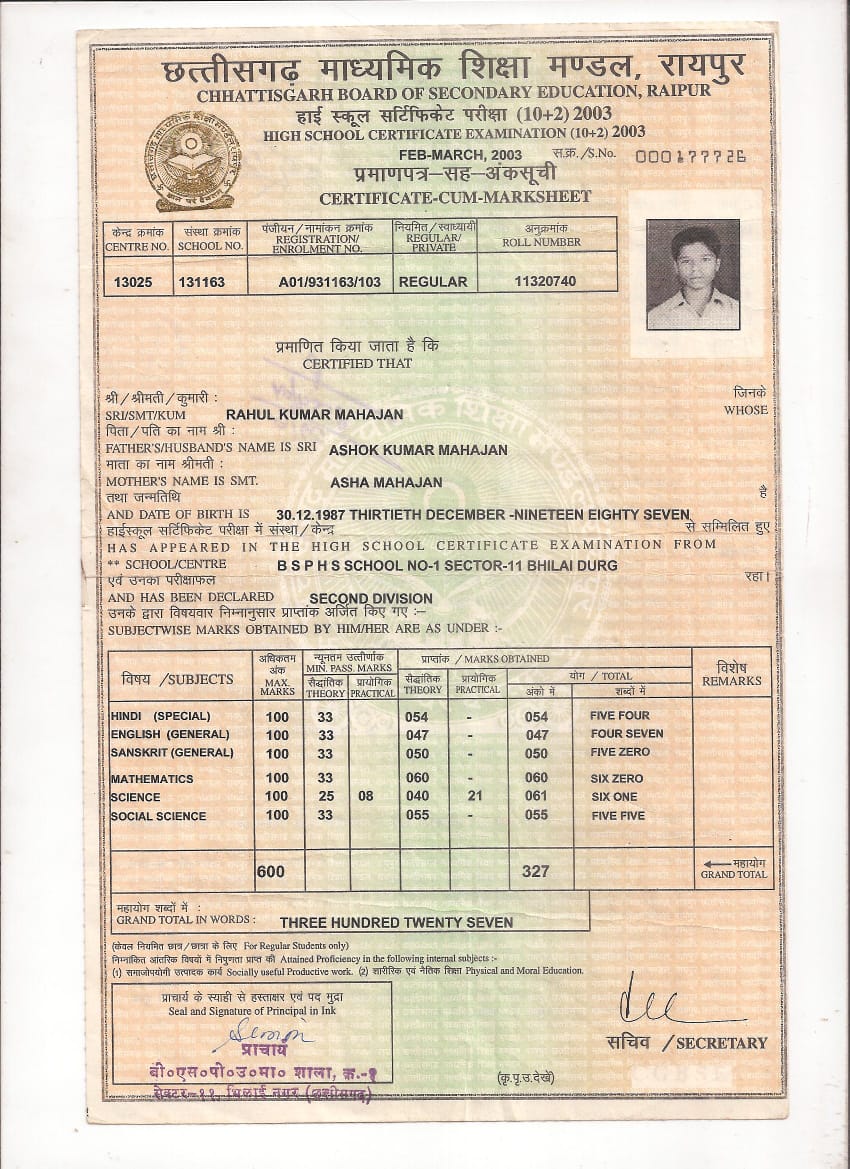 छत्तीसगढ़ माध्यमिक शिक्षा मण्डल, रायपुर
CHHATTISGARH BOARD OF SECONDARY EDUCATION, RAIPUR
हाई स्कूल सर्टिफिकेट परीक्षा (10+2) 2003
HIGH SCHOOL CERTIFICATE EXAMINATION (10+2) 2003
FEB-MARCH, 2003 स.क्र./S.No. 000177726
प्रमाणपत्र–सह–अंकसूची
CERTIFICATE-CUM-MARKSHEET
केन्द्र क्रमांक संस्था क्रमांक पंजीयन/नामांकन क्रमांक नियमित/स्वाध्यायी अनुक्रमांक
CENTRE NO. SCHOOL NO. REGISTRATION/ ENROLMENT NO. REGULAR/ PRIVATE ROLL NUMBER
13025 131163 A01/931163/103 REGULAR 11320740
प्रमाणित किया जाता है कि
CERTIFIED THAT
श्री/श्रीमती/कुमारी : जिनके
SRI/SMT/KUM RAHUL KUMAR MAHAJAN WHOSE
पिता/पति का नाम श्री :
FATHER'S/HUSBAND'S NAME IS SRI ASHOK KUMAR MAHAJAN
माता का नाम श्रीमती :
MOTHER'S NAME IS SMT. ASHA MAHAJAN
तथा जन्मतिथि है
AND DATE OF BIRTH IS 30.12.1987 THIRTIETH DECEMBER -NINETEEN EIGHTY SEVEN
हाईस्कूल सर्टिफिकेट परीक्षा में संस्था/केन्द्र से सम्मिलित हुए
HAS APPEARED IN THE HIGH SCHOOL CERTIFICATE EXAMINATION FROM
** SCHOOL/CENTRE B S P H S SCHOOL NO-1 SECTOR-11 BHILAI DURG
एवं उनका परीक्षाफल रहा।
AND HAS BEEN DECLARED SECOND DIVISION
उनके द्वारा विषयवार निम्नानुसार प्राप्तांक अर्जित किए गए :–
SUBJECTWISE MARKS OBTAINED BY HIM/HER ARE AS UNDER :-
विषय /SUBJECTS अधिकतम अंक MAX. MARKS न्यूनतम उत्तीर्णांक MIN. PASS. MARKS प्राप्तांक / MARKS OBTAINED विशेष REMARKS
सैद्धांतिक THEORY प्रायोगिक PRACTICAL सैद्धांतिक THEORY प्रायोगिक PRACTICAL योग / TOTAL
अंको में शब्दों में
HINDI (SPECIAL) 100 33 054 - 054 FIVE FOUR
ENGLISH (GENERAL) 100 33 047 - 047 FOUR SEVEN
SANSKRIT (GENERAL) 100 33 050 - 050 FIVE ZERO
MATHEMATICS 100 33 060 - 060 SIX ZERO
SCIENCE 100 25 08 040 21 061 SIX ONE
SOCIAL SCIENCE 100 33 055 - 055 FIVE FIVE
600 327 महायोग
GRAND TOTAL
महायोग शब्दों में :
GRAND TOTAL IN WORDS : THREE HUNDRED TWENTY SEVEN
(केवल नियमित छात्र/छात्रा के लिए For Regular Students only)
निम्नांकित आंतरिक विषयों में निपुणता प्राप्त की Attained Proficiency in the following internal subjects :-
(1) समाजोपयोगी उत्पादक कार्य Socially useful Productive work. (2) शारीरिक एवं नैतिक शिक्षा Physical and Moral Education.
प्राचार्य के स्याही से हस्ताक्षर एवं पद मुद्रा
Seal and Signature of Principal in Ink
प्राचार्य
बी०एस०पी०उ०मा० शाला, क्र.-१
सेक्टर-११, भिलाई नगर (छत्तीसगढ़)
सचिव /SECRETARY
(कृ.पृ.उ.देखें)